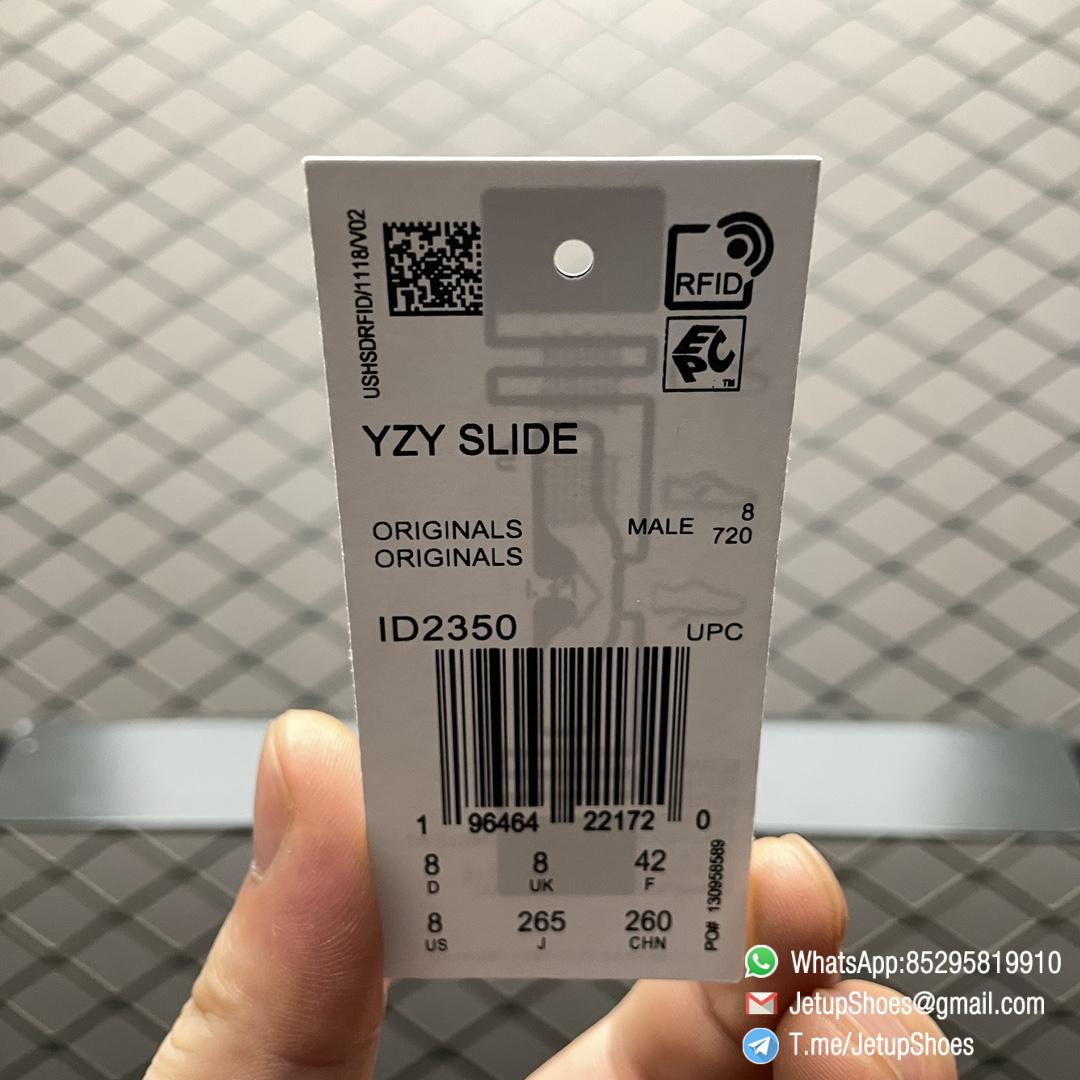 USHSDRFID/1118/V02
RFID
EPC
TM
YZY SLIDE
ORIGINALS
ORIGINALS
MALE
8
720
ID2350
UPC
1 96464 22172 0
8 8 42
D UK F
8 265 260
US J CHN
PO# 130958589
WhatsApp:85295819910
JetupShoes@gmail.com
T.me/JetupShoes